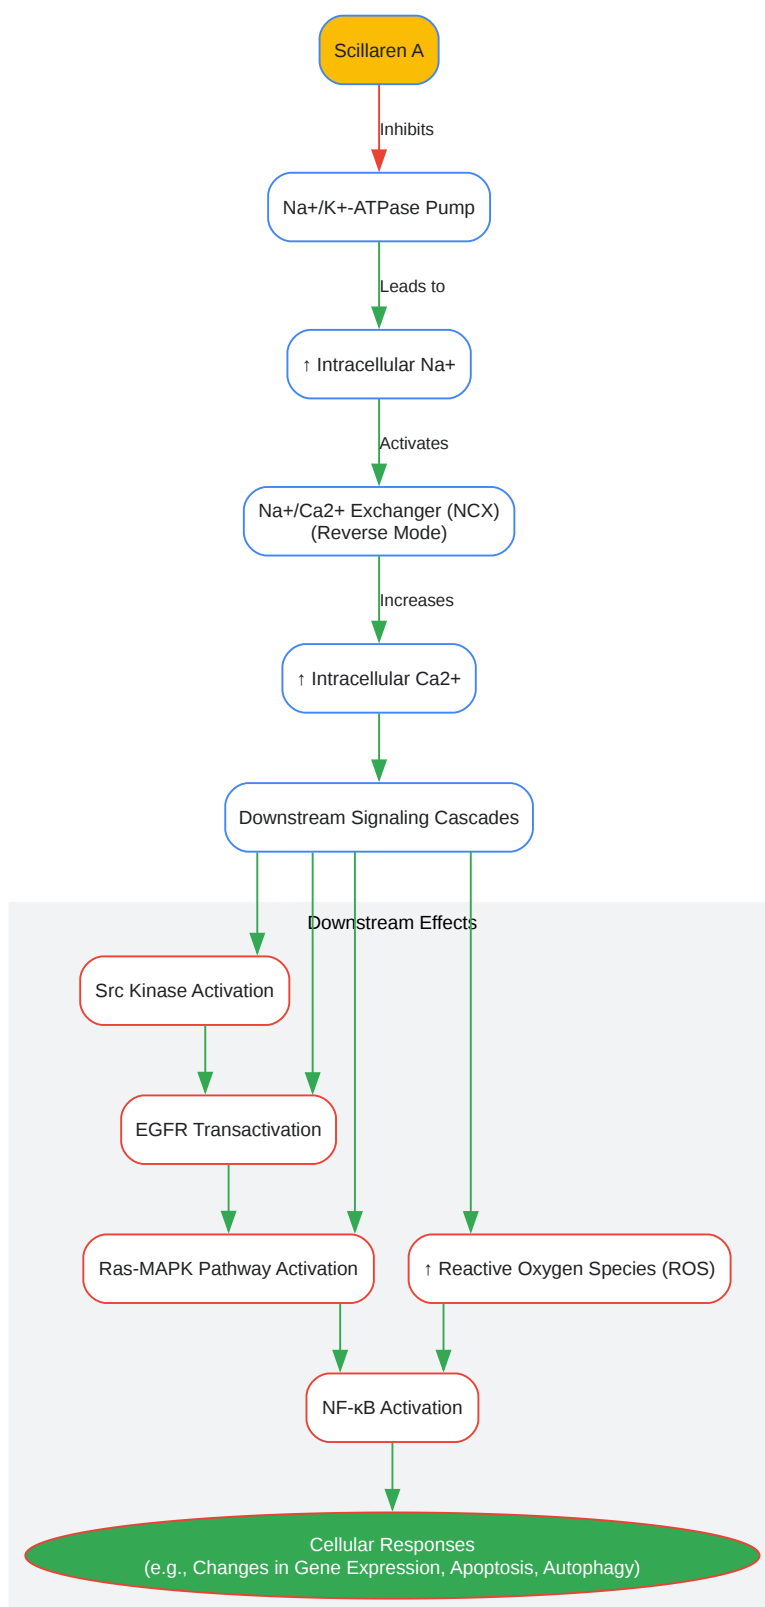 Scillaren A
Inhibits
Na+/K+-ATPase Pump
Leads to
↑ Intracellular Na+
Activates
Na+/Ca2+ Exchanger (NCX)
(Reverse Mode)
Increases
↑ Intracellular Ca2+
Downstream Signaling Cascades
Downstream Effects
Src Kinase Activation
EGFR Transactivation
Ras-MAPK Pathway Activation
↑ Reactive Oxygen Species (ROS)
NF-κB Activation
Cellular Responses
(e.g., Changes in Gene Expression, Apoptosis, Autophagy)